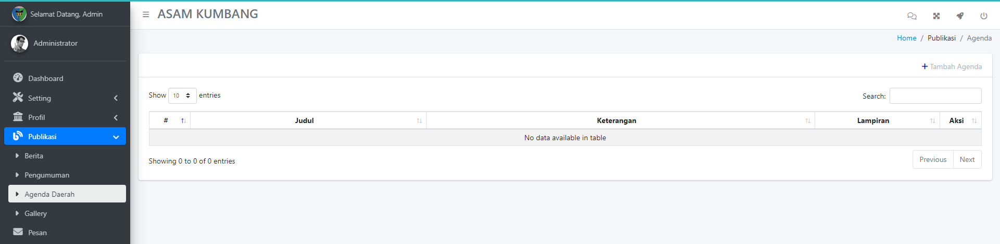 Selamat Datang, Admin
ASAM KUMBANG
Administrator
Home / Publikasi / Agenda
Dashboard
Setting
Profil
Publikasi
Berita
Pengumuman
Agenda Daerah
Gallery
Pesan
+ Tambah Agenda
Show 10 entries
Search:
# Judul Keterangan Lampiran Aksi
No data available in table
Showing 0 to 0 of 0 entries
Previous Next